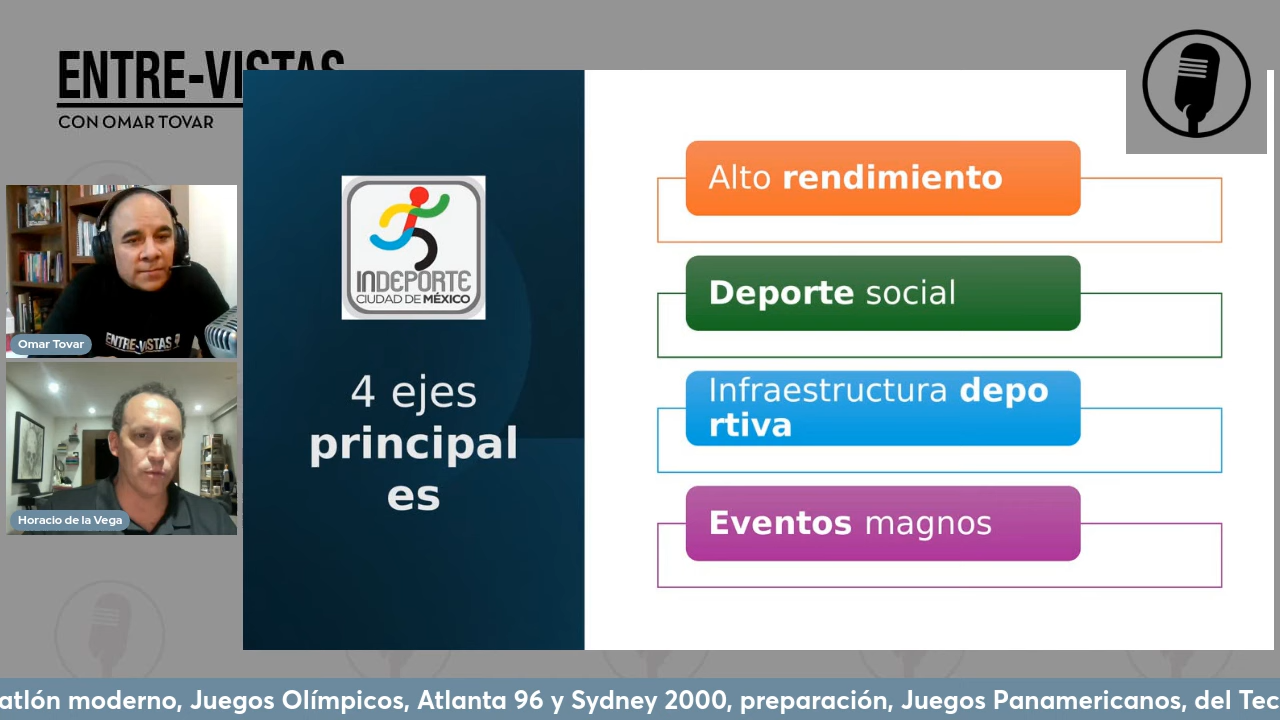 ENTRE-VISTAS
CON OMAR TOVAR
INDEPORTE
CIUDAD DE MÉXICO
4 ejes
principal
es
Alto rendimiento
Deporte social
Infraestructura depo
rtiva
Eventos magnos
ENTRE-VISTAS
Omar Tovar
Horacio de la Vega
atlón moderno, Juegos Olímpicos, Atlanta 96 y Sydney 2000, preparación, Juegos Panamericanos, del Tec